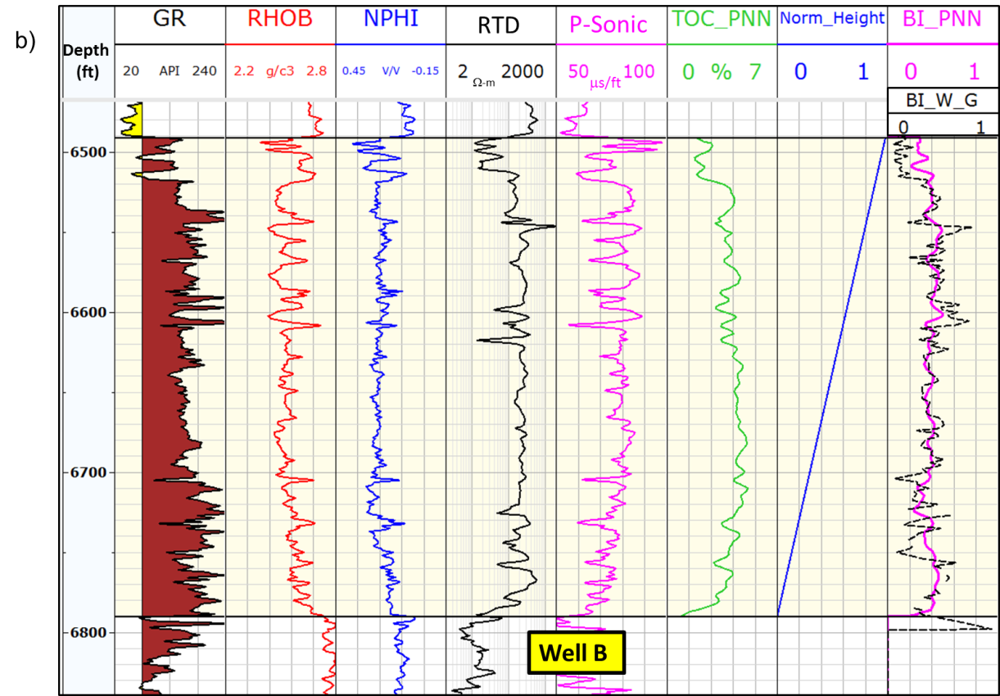 b)
Depth
(ft)
GR
20 API 240
RHOB
2.2 g/c3 2.8
NPHI
0.45 V/V -0.15
RTD
2 Ω-m 2000
P-Sonic
50 μs/ft 100
TOC_PNN
0 % 7
Norm_Height
0 1
BI_PNN
0 1
BI_W_G
0 1
6500
6600
6700
6800
Well B